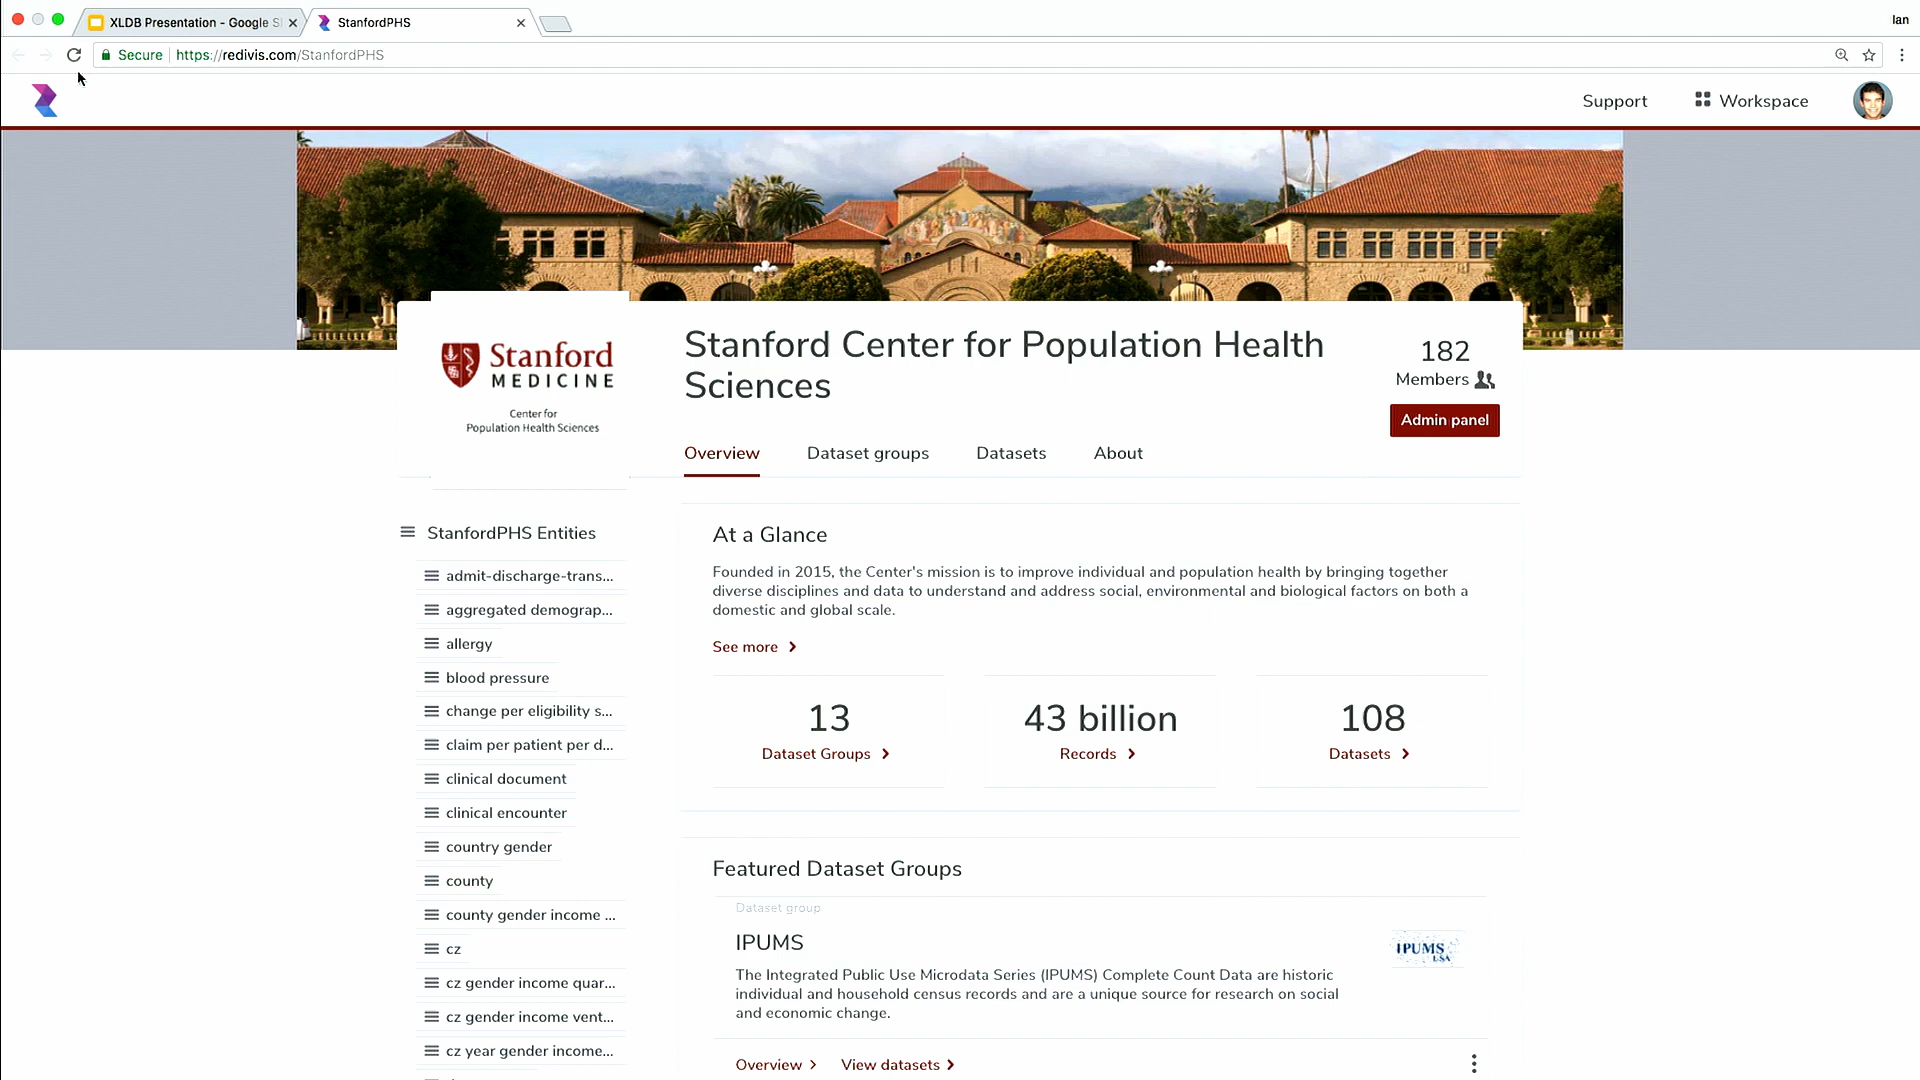 XLDB Presentation - Google Sl
StanfordPHS
Ian
Secure
https://redivis.com/StanfordPHS
Support
Workspace
Stanford
MEDICINE
Center for
Population Health Sciences
Stanford Center for Population Health
Sciences
182
Members
Admin panel
Overview
Dataset groups
Datasets
About
StanfordPHS Entities
admit-discharge-trans...
aggregated demograp...
allergy
blood pressure
change per eligibility s...
claim per patient per d...
clinical document
clinical encounter
country gender
county
county gender income ...
cz
cz gender income quar...
cz gender income vent...
cz year gender income...
At a Glance
Founded in 2015, the Center's mission is to improve individual and population health by bringing together
diverse disciplines and data to understand and address social, environmental and biological factors on both a
domestic and global scale.
See more
13
Dataset Groups
43 billion
Records
108
Datasets
Featured Dataset Groups
Dataset group
IPUMS
IPUMS
USA
The Integrated Public Use Microdata Series (IPUMS) Complete Count Data are historic
individual and household census records and are a unique source for research on social
and economic change.
Overview
View datasets